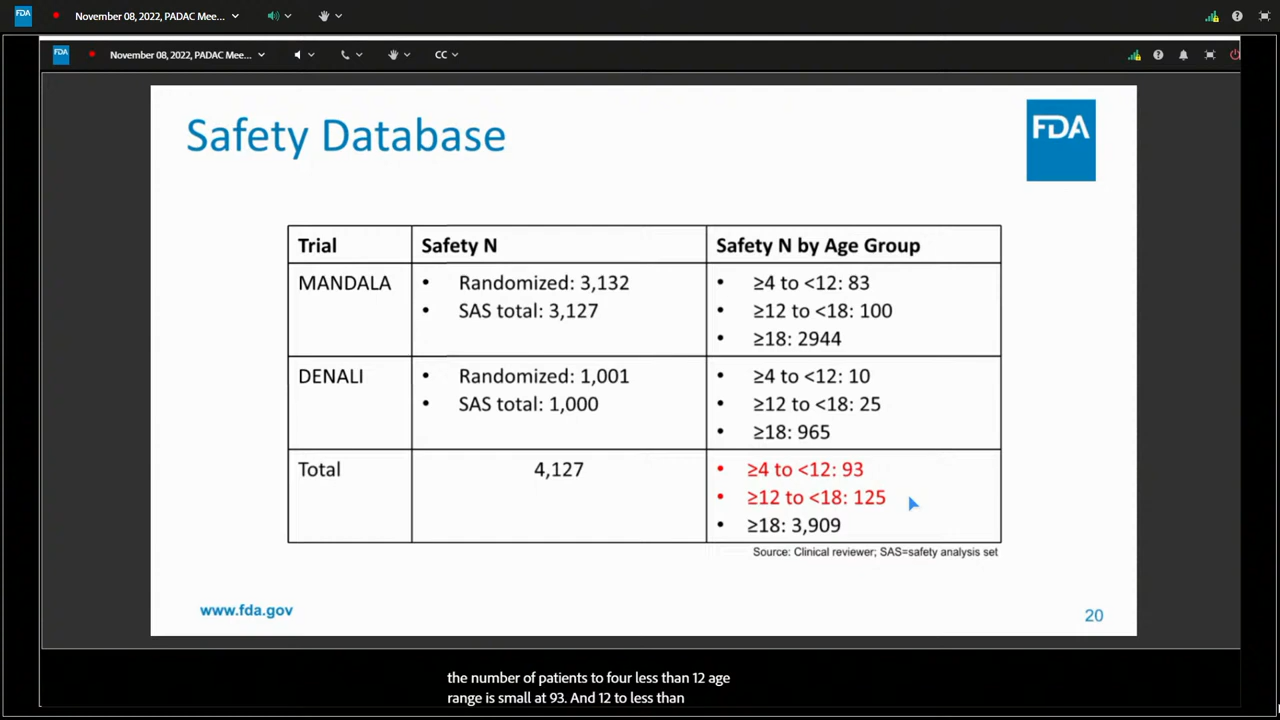 FDA
November 08, 2022, PADAC Mee...
FDA
November 08, 2022, PADAC Mee...
CC
Safety Database
FDA
Trial
Safety N
Safety N by Age Group
MANDALA
• Randomized: 3,132
• SAS total: 3,127
• ≥4 to <12: 83
• ≥12 to <18: 100
• ≥18: 2944
DENALI
• Randomized: 1,001
• SAS total: 1,000
• ≥4 to <12: 10
• ≥12 to <18: 25
• ≥18: 965
Total
4,127
• ≥4 to <12: 93
• ≥12 to <18: 125
• ≥18: 3,909
Source: Clinical reviewer; SAS=safety analysis set
www.fda.gov
20
the number of patients to four less than 12 age
range is small at 93. And 12 to less than